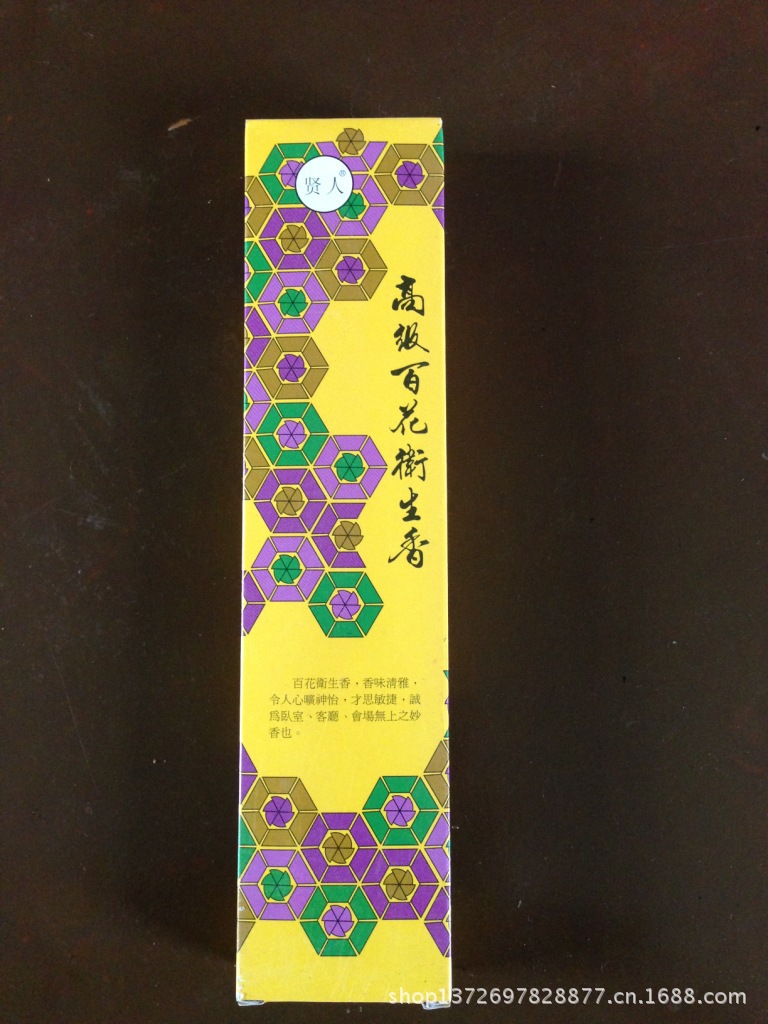 贤人®
高级百花衛生香
百花衛生香，香味清雅，
令人心曠神怡，才思敏捷，誠
爲臥室、客廳、會場無上之妙
香也。
shop1372697828877.cn.1688.com